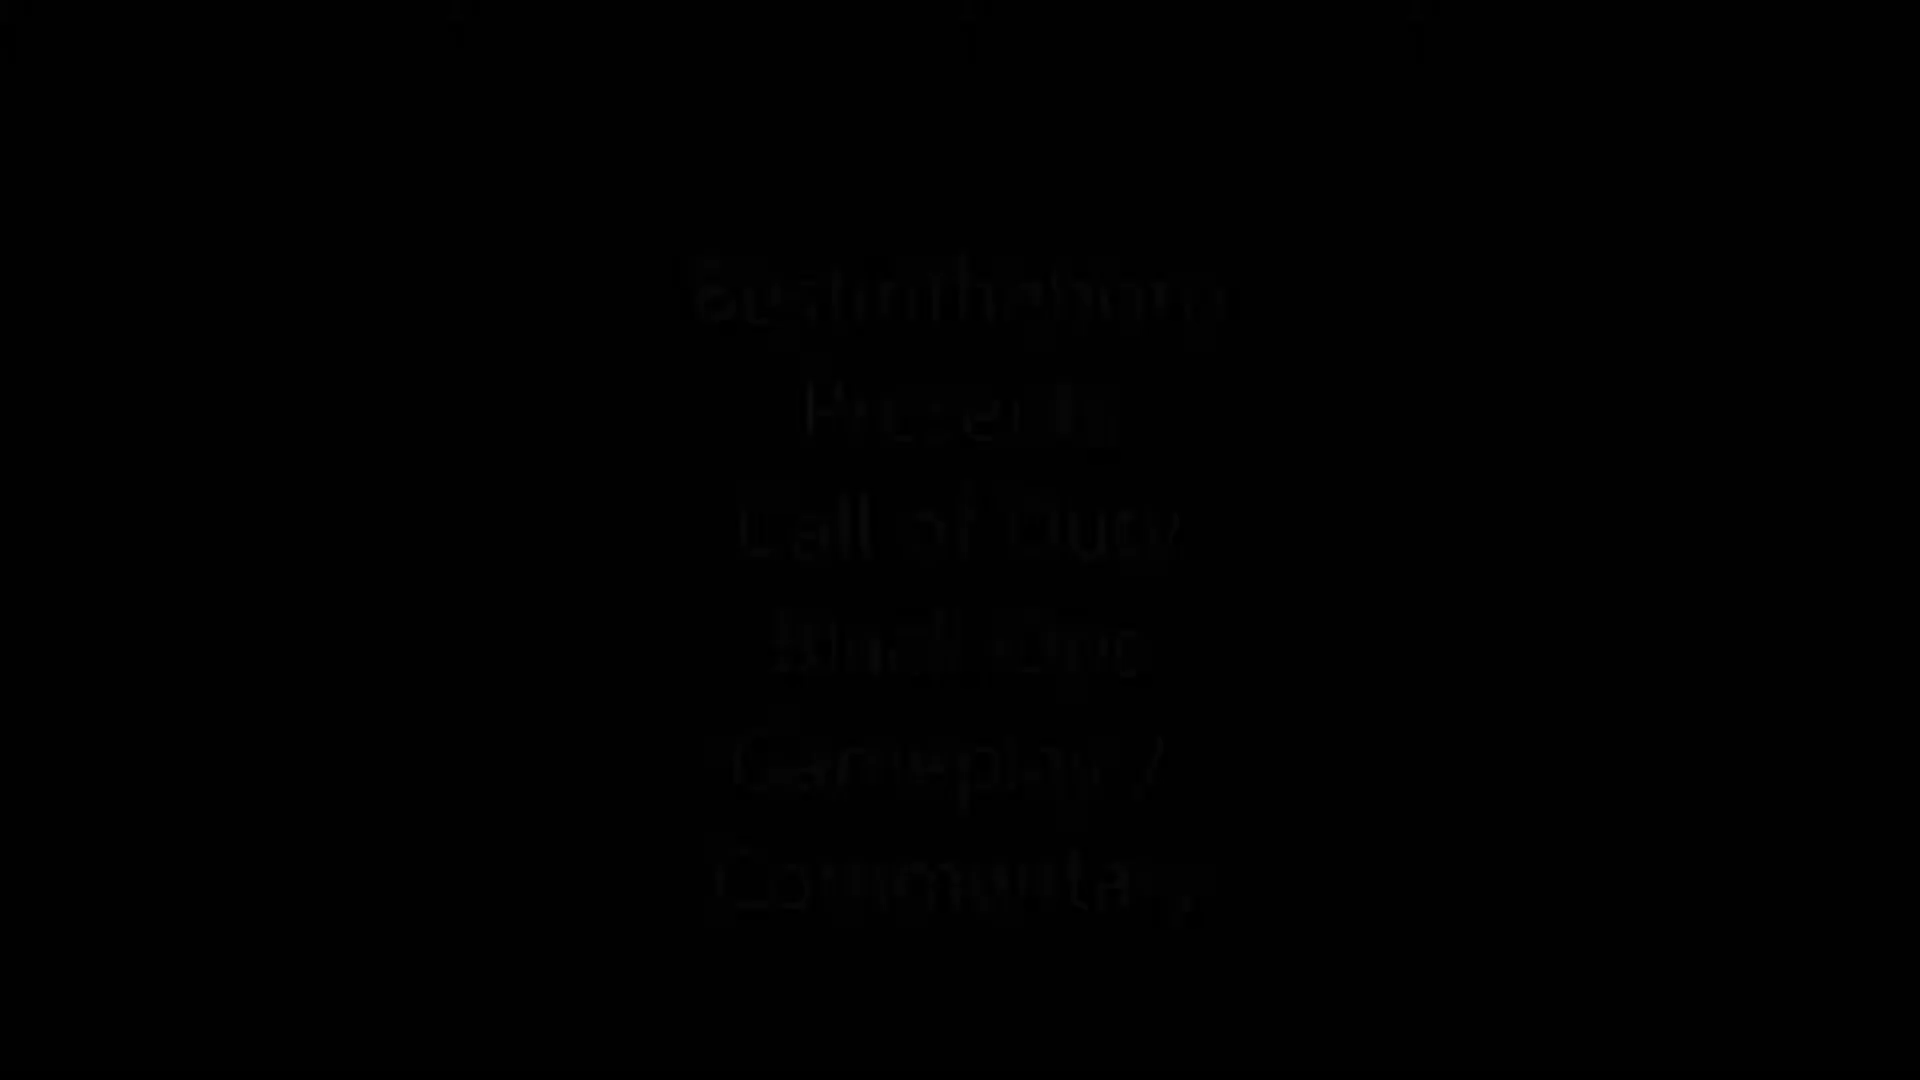 Presents
Call of Duty
Black Ops
Gameplay /
Commentary